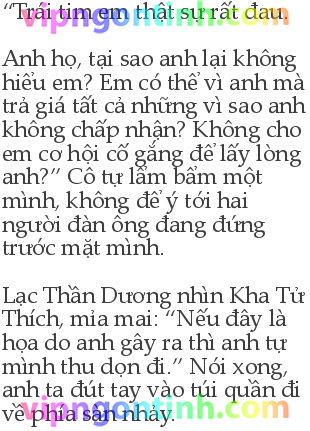 vipngontinh.com
“Trái tim em thật sự rất đau.
Anh họ, tại sao anh lại không
hiểu em? Em có thể vì anh mà
trả giá tất cả những vì sao anh
không chấp nhận? Không cho
em cơ hội cố gắng để lấy lòng
anh?” Cô tự lẩm bẩm một
mình, không để ý tới hai
người đàn ông đang đứng
trước mặt mình.
Lạc Thần Dương nhìn Kha Tử
Thích, mỉa mai: “Nếu đây là
họa do anh gây ra thì anh tự
mình thu dọn đi.” Nói xong,
anh ta đút tay vào túi quần đi
về phía sàn nhảy.
vipngontinh.com